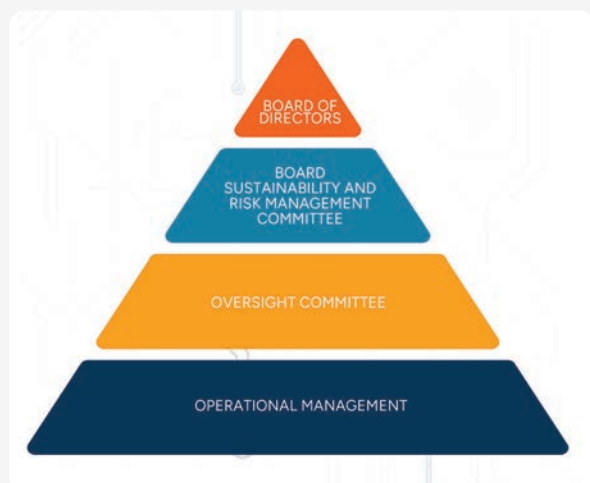 BOARD OF
DIRECTORS
BOARD
SUSTAINABILITY AND
RISK MANAGEMENT
COMMITTEE
OVERSIGHT COMMITTEE
OPERATIONAL MANAGEMENT